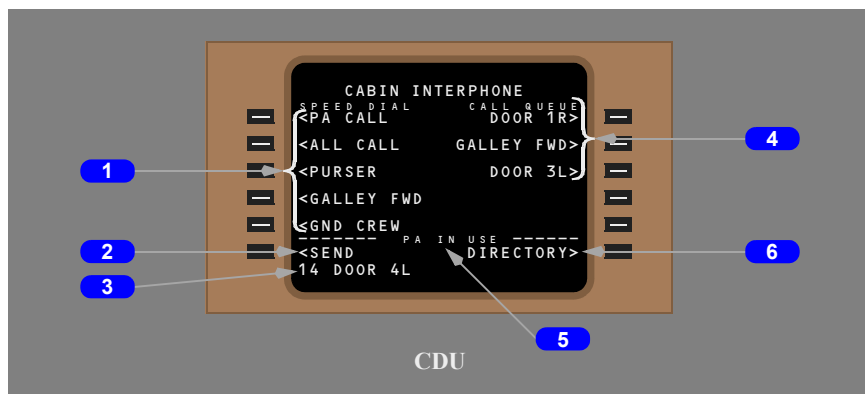 CABIN INTERPHONE
SPEED DIAL CALL QUEUE
<PA CALL DOOR 1R>
<ALL CALL GALLEY FWD>
<PURSER DOOR 3L>
<GALLEY FWD
<GND CREW
------- PA IN USE ------
<SEND DIRECTORY>
14 DOOR 4L
1
2
3
4
6
5
CDU